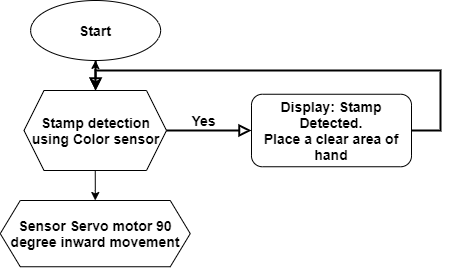 Start
Stamp detection
using Color sensor
Yes
Display: Stamp
Detected.
Place a clear area of
hand
Sensor Servo motor 90
degree inward movement